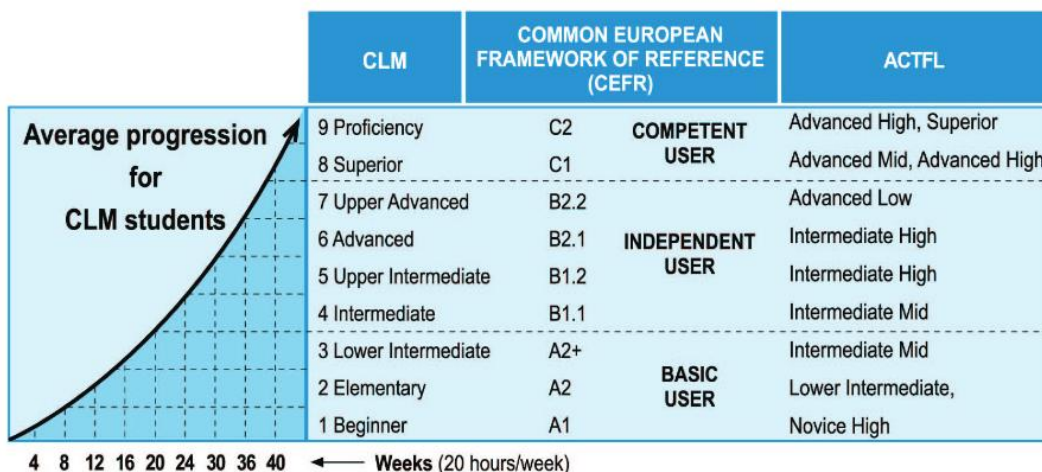 CLM
COMMON EUROPEAN
FRAMEWORK OF REFERENCE
(CEFR)
ACTFL
Average progression
for
CLM students
9 Proficiency C2 Advanced High, Superior
COMPETENT
USER
8 Superior C1 Advanced Mid, Advanced High
7 Upper Advanced B2.2 Advanced Low
6 Advanced B2.1 Intermediate High
INDEPENDENT
USER
5 Upper Intermediate B1.2 Intermediate High
4 Intermediate B1.1 Intermediate Mid
3 Lower Intermediate A2+ Intermediate Mid
BASIC
USER
2 Elementary A2 Lower Intermediate,
1 Beginner A1 Novice High
4 8 12 16 20 24 30 36 40 Weeks (20 hours/week)